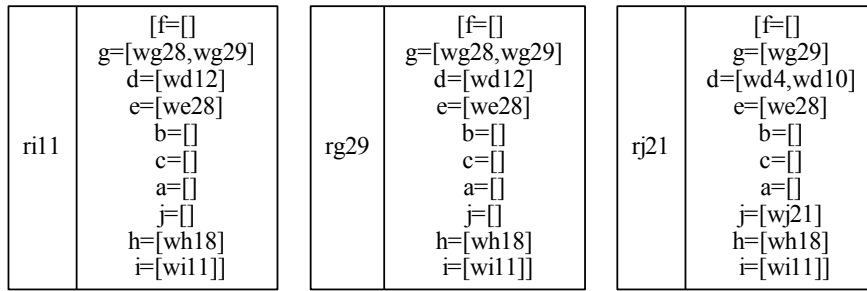 ri11
[f=[]
g=[wg28,wg29]
d=[wd12]
e=[we28]
b=[]
c=[]
a=[]
j=[]
h=[wh18]
i=[wi11]]
rg29
[f=[]
g=[wg28,wg29]
d=[wd12]
e=[we28]
b=[]
c=[]
a=[]
j=[]
h=[wh18]
i=[wi11]]
rj21
[f=[]
g=[wg29]
d=[wd4,wd10]
e=[we28]
b=[]
c=[]
a=[]
j=[wj21]
h=[wh18]
i=[wi11]]